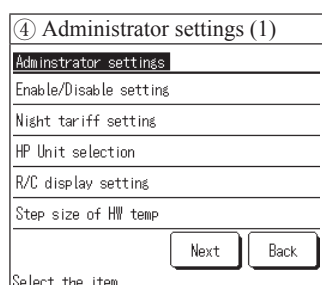 ④ Administrator settings (1)
Adminstrator settings
Enable/Disable setting
Night tariff setting
HP Unit selection
R/C display setting
Step size of HW temp
Next Back
Select the item